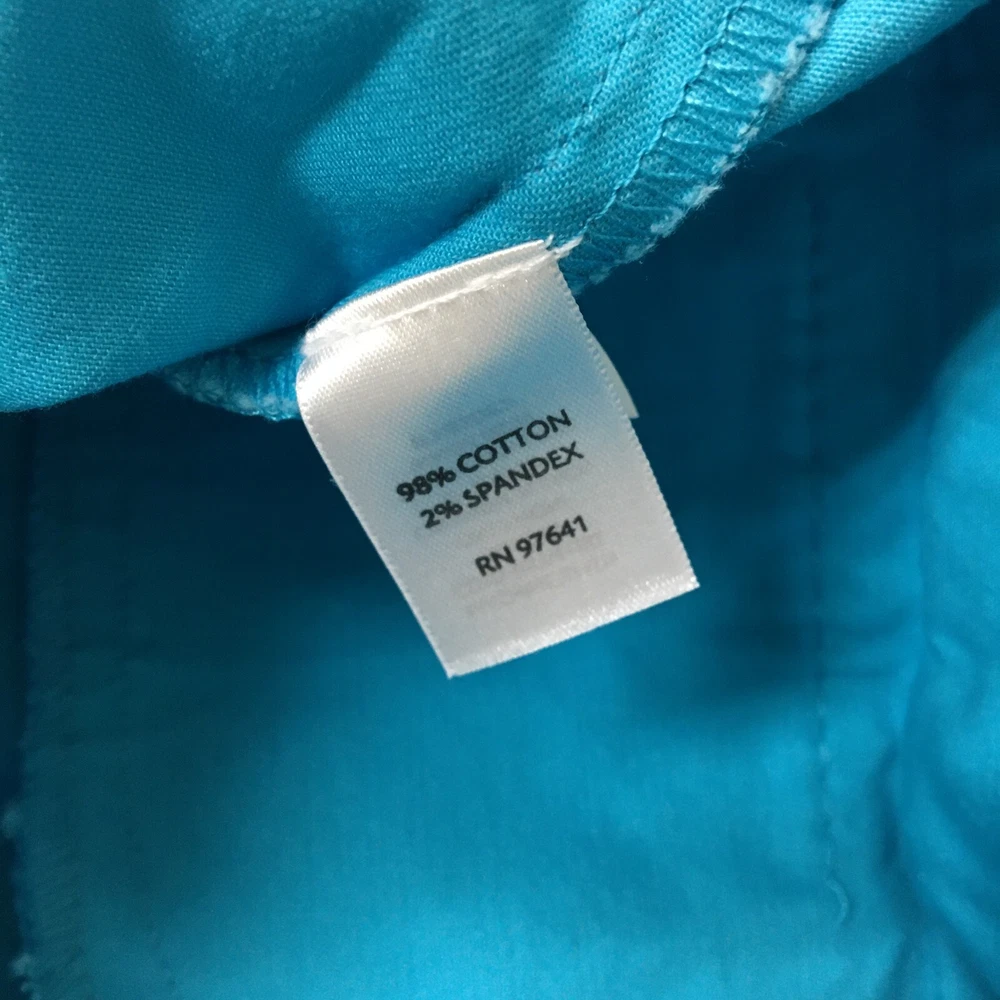 98% COTTON
2% SPANDEX
RN 97641